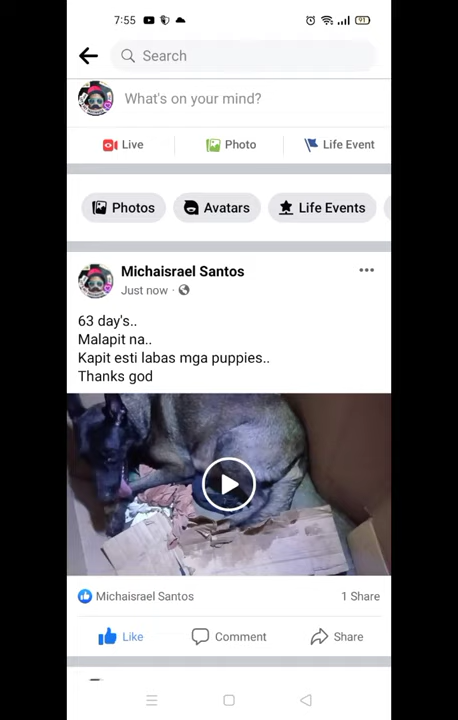 7:55
91
Search
What's on your mind?
Live
Photo
Life Event
Photos
Avatars
Life Events
Michaisrael Santos
Just now ·
63 day's..
Malapit na..
Kapit esti labas mga puppies..
Thanks god
Michaisrael Santos
1 Share
Like
Comment
Share